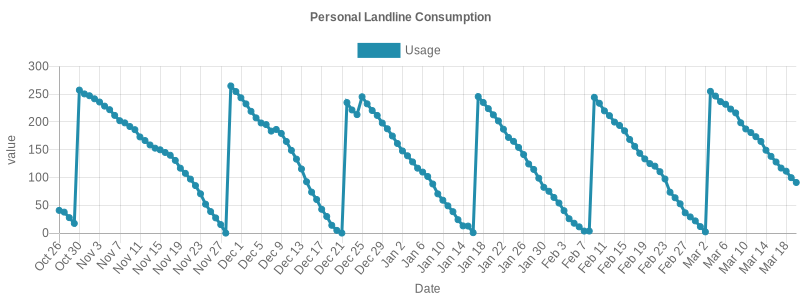 Personal Landline Consumption
Usage
300
250
200
150
100
50
0
value
Oct 26
Oct 30
Nov 3
Nov 7
Nov 11
Nov 15
Nov 19
Nov 23
Nov 27
Dec 1
Dec 5
Dec 9
Dec 13
Dec 17
Dec 21
Dec 25
Dec 29
Jan 2
Jan 6
Jan 10
Jan 14
Jan 18
Jan 22
Jan 26
Jan 30
Feb 3
Feb 7
Feb 11
Feb 15
Feb 19
Feb 23
Feb 27
Mar 2
Mar 6
Mar 10
Mar 14
Mar 18
Date